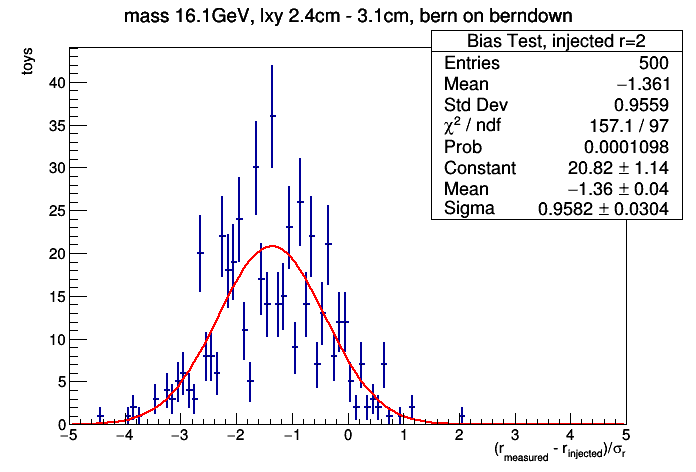 mass 16.1GeV, lxy 2.4cm - 3.1cm, bern on berndown
Bias Test, injected r=2
Entries 500
Mean −1.361
Std Dev 0.9559
χ² / ndf 157.1 / 97
Prob 0.0001098
Constant 20.82 ± 1.14
Mean −1.36 ± 0.04
Sigma 0.9582 ± 0.0304
toys
40
35
30
25
20
15
10
5
0
−5 −4 −3 −2 −1 0 1 2 3 4 5
(r_measured - r_injected)/σ_r